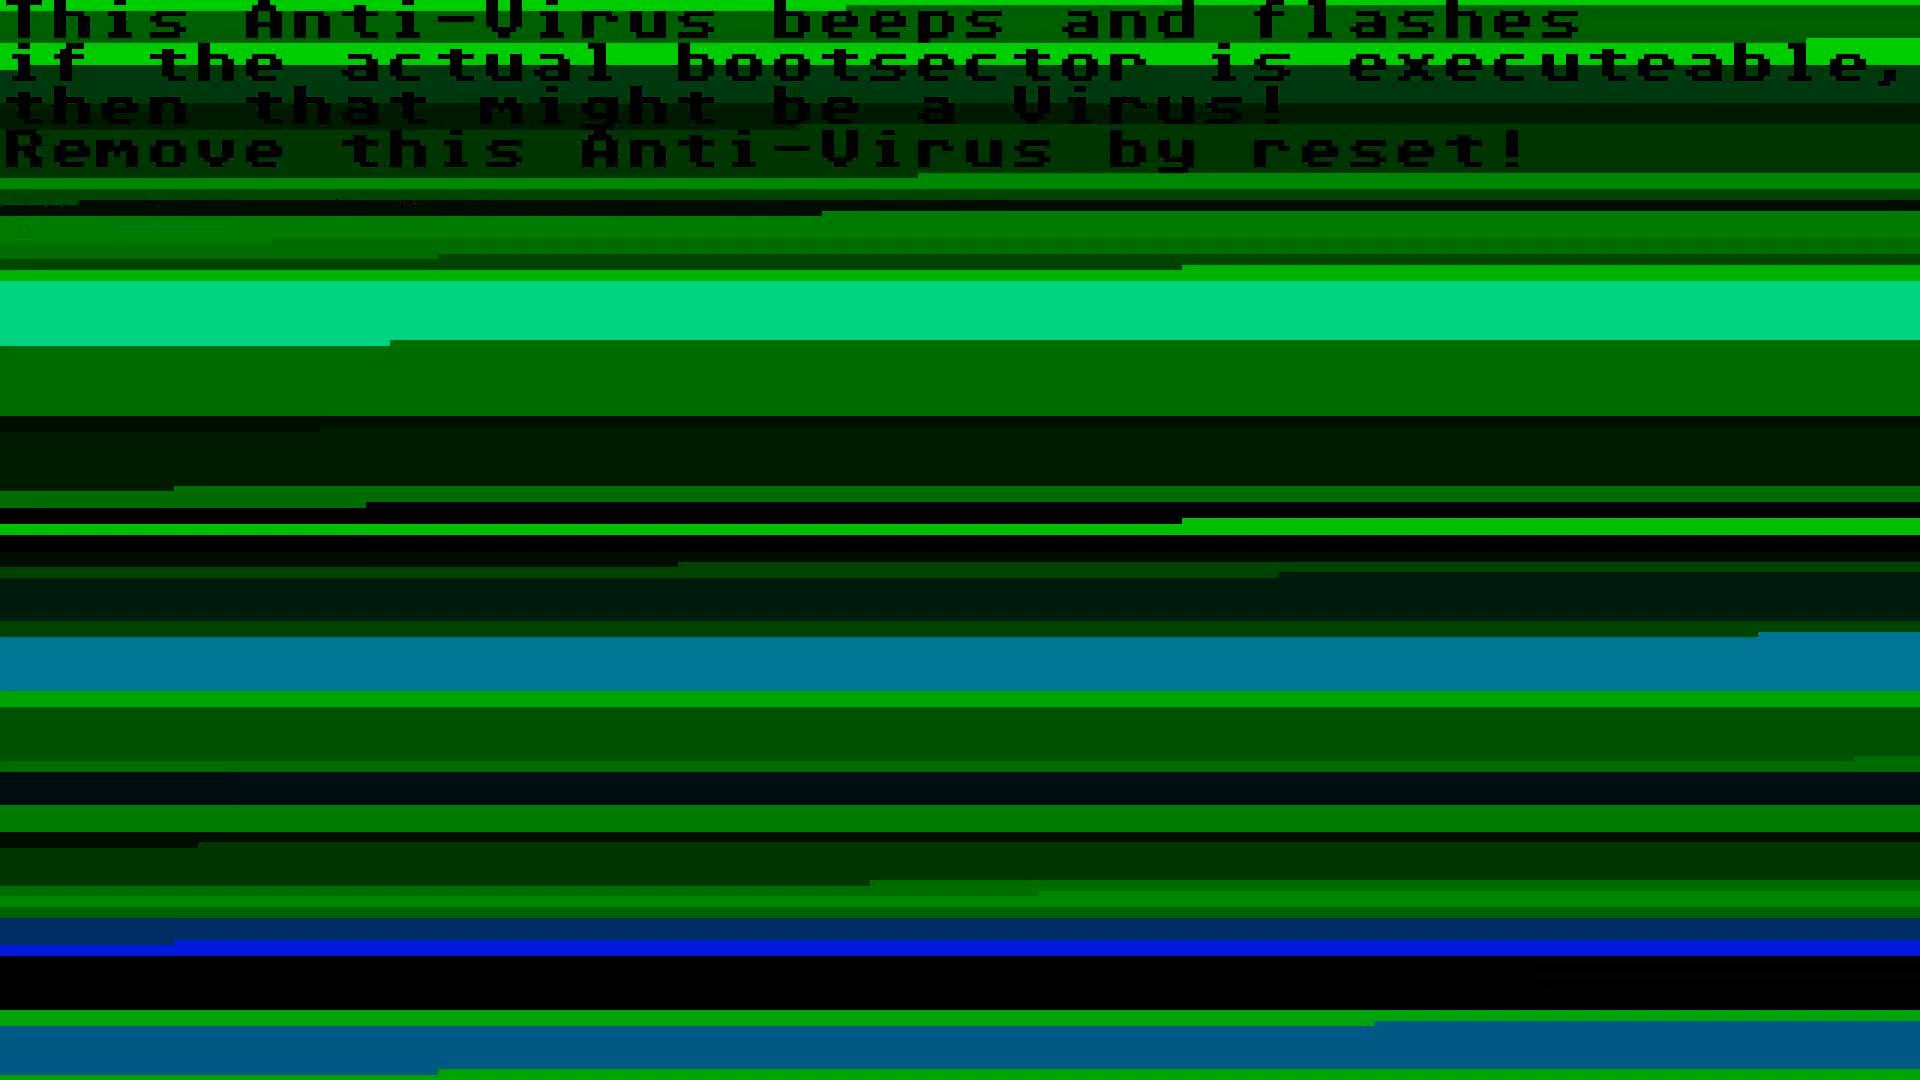 This Anti-Virus beeps and flashes
if the actual bootsector is executeable,
then that might be a Virus!
Remove this Anti-Virus by reset!